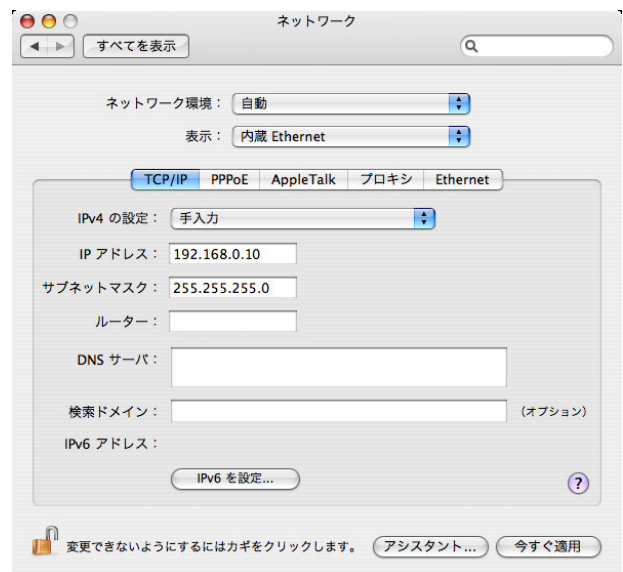 ネットワーク
すべてを表示
ネットワーク環境： 自動
表示： 内蔵 Ethernet
TCP/IP PPPoE AppleTalk プロキシ Ethernet
IPv4 の設定： 手入力
IP アドレス： 192.168.0.10
サブネットマスク： 255.255.255.0
ルーター：
DNS サーバ：
検索ドメイン： （オプション）
IPv6 アドレス：
IPv6 を設定...
?
変更できないようにするにはカギをクリックします。 アシスタント... 今すぐ適用